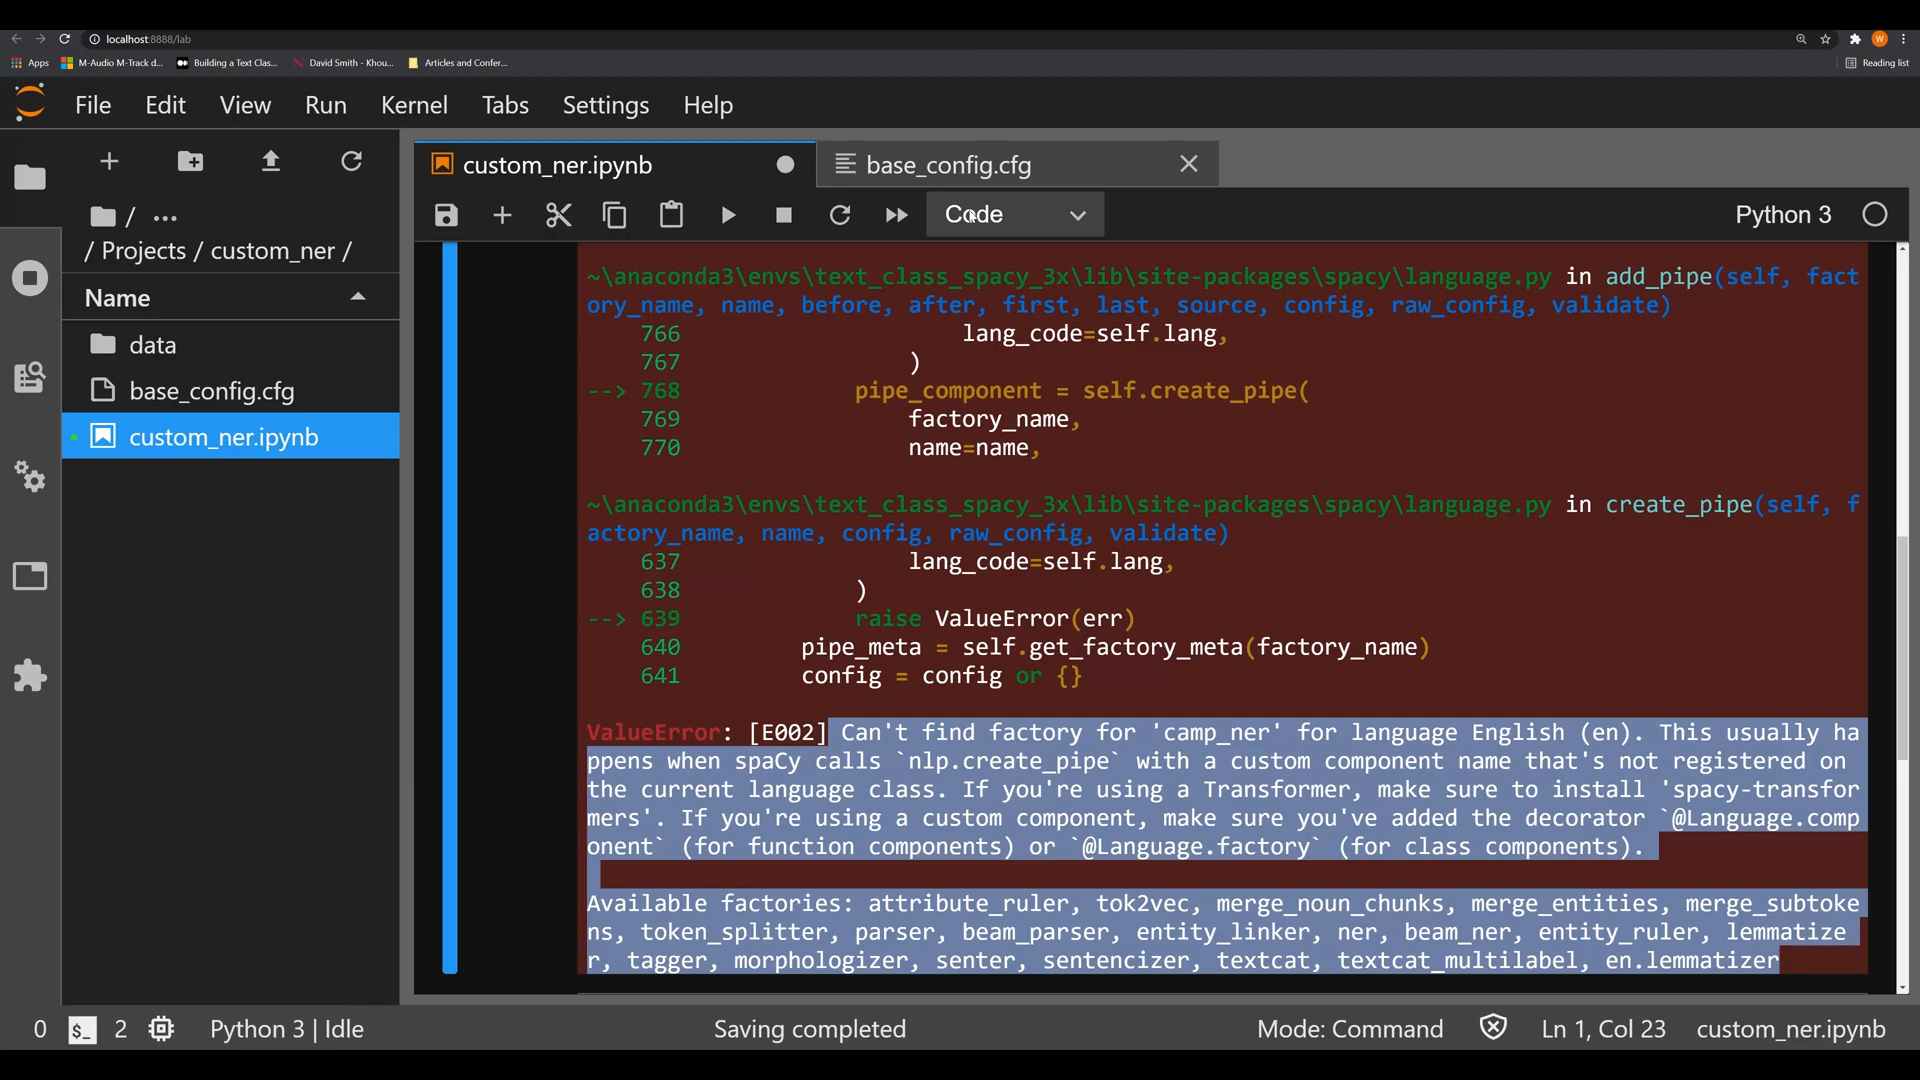 localhost:8888/lab
W
Apps
M-Audio M-Track d...
Building a Text Clas...
David Smith - Khou...
Articles and Confer...
Reading list
File Edit View Run Kernel Tabs Settings Help
custom_ner.ipynb
base_config.cfg
Code
Python 3
/ ...
/ Projects / custom_ner /
Name
data
base_config.cfg
custom_ner.ipynb
~\anaconda3\envs\text_class_spacy_3x\lib\site-packages\spacy\language.py in add_pipe(self, fact
ory_name, name, before, after, first, last, source, config, raw_config, validate)
766 lang_code=self.lang,
767 )
--> 768 pipe_component = self.create_pipe(
769 factory_name,
770 name=name,
~\anaconda3\envs\text_class_spacy_3x\lib\site-packages\spacy\language.py in create_pipe(self, f
actory_name, name, config, raw_config, validate)
637 lang_code=self.lang,
638 )
--> 639 raise ValueError(err)
640 pipe_meta = self.get_factory_meta(factory_name)
641 config = config or {}
ValueError: [E002] Can't find factory for 'camp_ner' for language English (en). This usually ha
ppens when spaCy calls `nlp.create_pipe` with a custom component name that's not registered on
the current language class. If you're using a Transformer, make sure to install 'spacy-transfor
mers'. If you're using a custom component, make sure you've added the decorator `@Language.comp
onent` (for function components) or `@Language.factory` (for class components).
Available factories: attribute_ruler, tok2vec, merge_noun_chunks, merge_entities, merge_subtoke
ns, token_splitter, parser, beam_parser, entity_linker, ner, beam_ner, entity_ruler, lemmatize
r, tagger, morphologizer, senter, sentencizer, textcat, textcat_multilabel, en.lemmatizer
0 $_ 2 Python 3 | Idle
Saving completed
Mode: Command
Ln 1, Col 23
custom_ner.ipynb